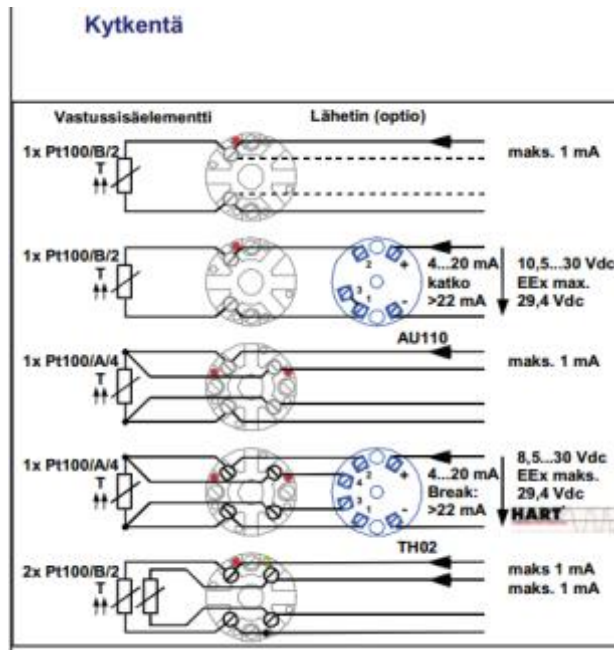 Kytkentä
Vastussisäelementti Lähetin (optio)
1x Pt100/B/2
T
maks. 1 mA
1x Pt100/B/2
T
2
+
3
1
-
4...20 mA
katko
>22 mA
10,5...30 Vdc
EEx max.
29,4 Vdc
AU110
1x Pt100/A/4
T
maks. 1 mA
1x Pt100/A/4
T
2
+
4
3
1
-
4...20 mA
Break:
>22 mA
8,5...30 Vdc
EEx maks.
29,4 Vdc
HART
TH02
2x Pt100/B/2
T
maks 1 mA
maks. 1 mA